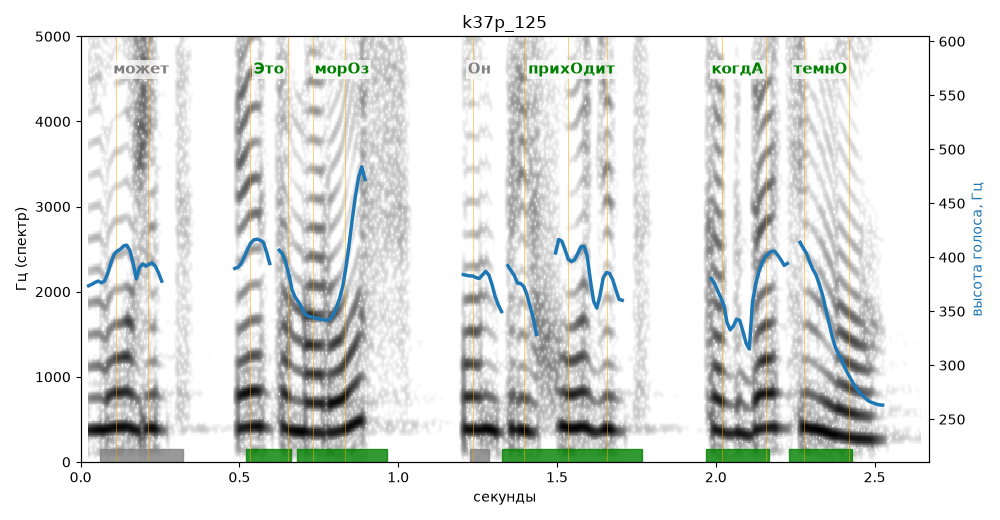 k37p_125
может Это морОз Он прихОдит когдА темнО
5000
4000
3000
2000
1000
0
Гц (спектр)
600
550
500
450
400
350
300
250
высота голоса, Гц
0.0 0.5 1.0 1.5 2.0 2.5
секунды